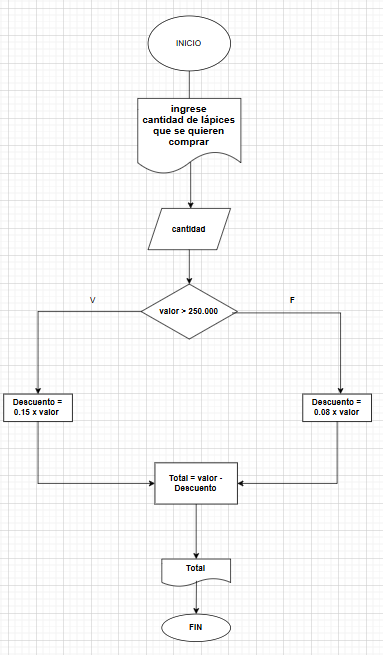 INICIO
ingrese
cantidad de lápices
que se quieren
comprar
cantidad
valor > 250.000
V
F
Descuento =
0.15 x valor
Descuento =
0.08 x valor
Total = valor -
Descuento
Total
FIN